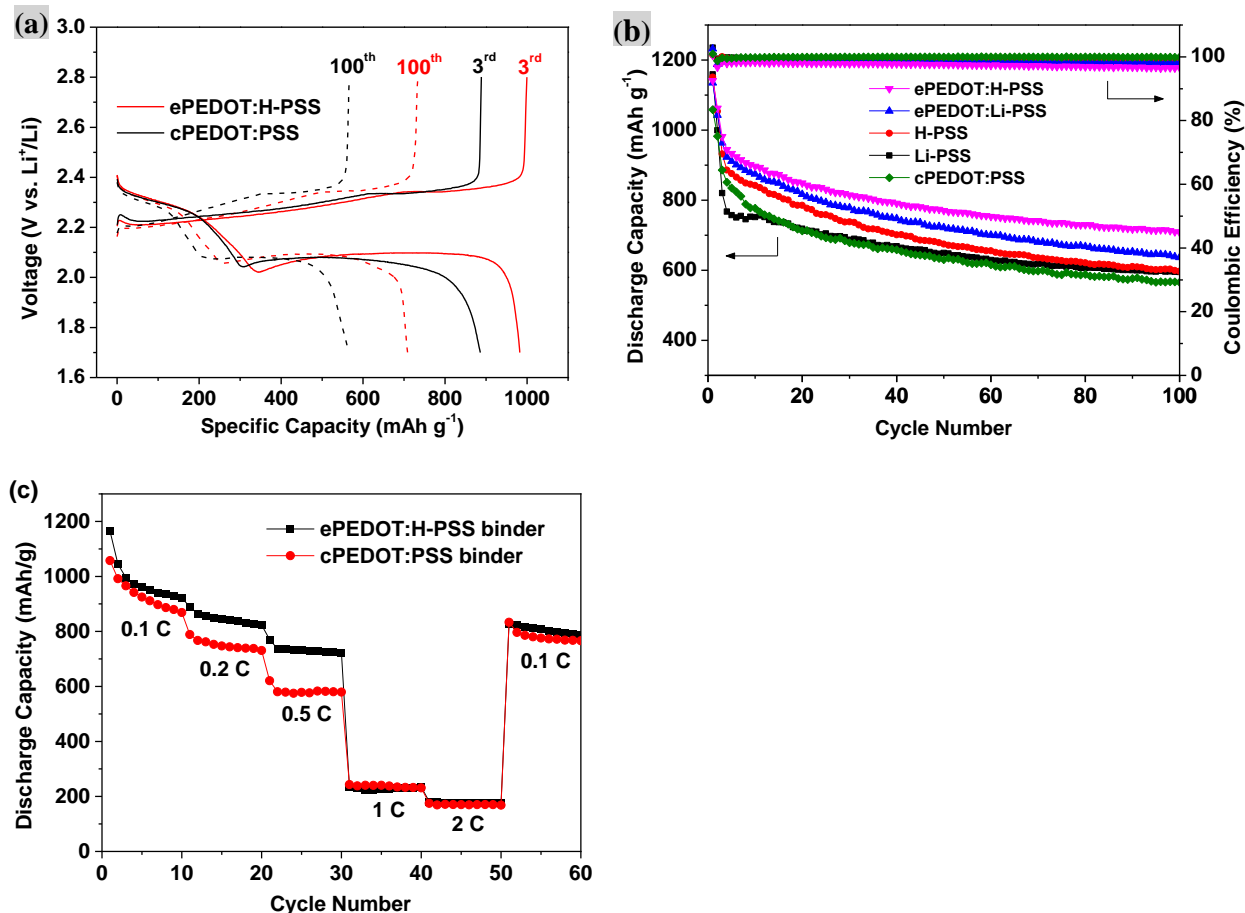 (a)
3.0
2.8
2.6
2.4
2.2
2.0
1.8
1.6
Voltage (V vs. Li⁺/Li)
100ᵗʰ 100ᵗʰ 3ʳᵈ 3ʳᵈ
ePEDOT:H-PSS
cPEDOT:PSS
0 200 400 600 800 1000
Specific Capacity (mAh g⁻¹)
(b)
1200
1000
800
600
400
Discharge Capacity (mAh g⁻¹)
ePEDOT:H-PSS
ePEDOT:Li-PSS
H-PSS
Li-PSS
cPEDOT:PSS
100
80
60
40
20
0
Coulombic Efficiency (%)
0 20 40 60 80 100
Cycle Number
(c)
1200
1000
800
600
400
200
0
Discharge Capacity (mAh/g)
ePEDOT:H-PSS binder
cPEDOT:PSS binder
0.1 C
0.2 C
0.5 C
1 C
2 C
0.1 C
0 10 20 30 40 50 60
Cycle Number